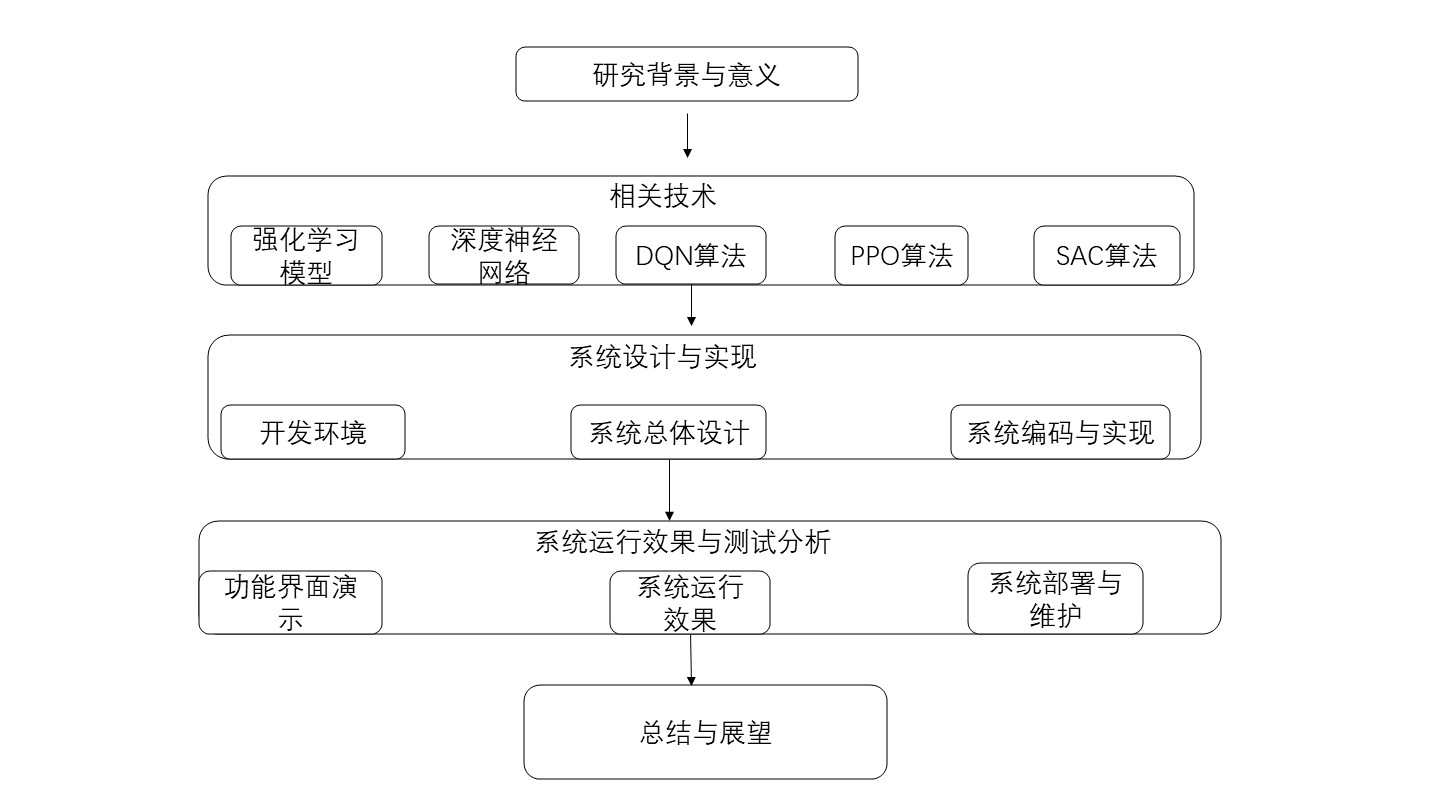 研究背景与意义
相关技术
强化学习
模型
深度神经
网络
DQN算法
PPO算法
SAC算法
系统设计与实现
开发环境
系统总体设计
系统编码与实现
系统运行效果与测试分析
功能界面演
示
系统运行
效果
系统部署与
维护
总结与展望